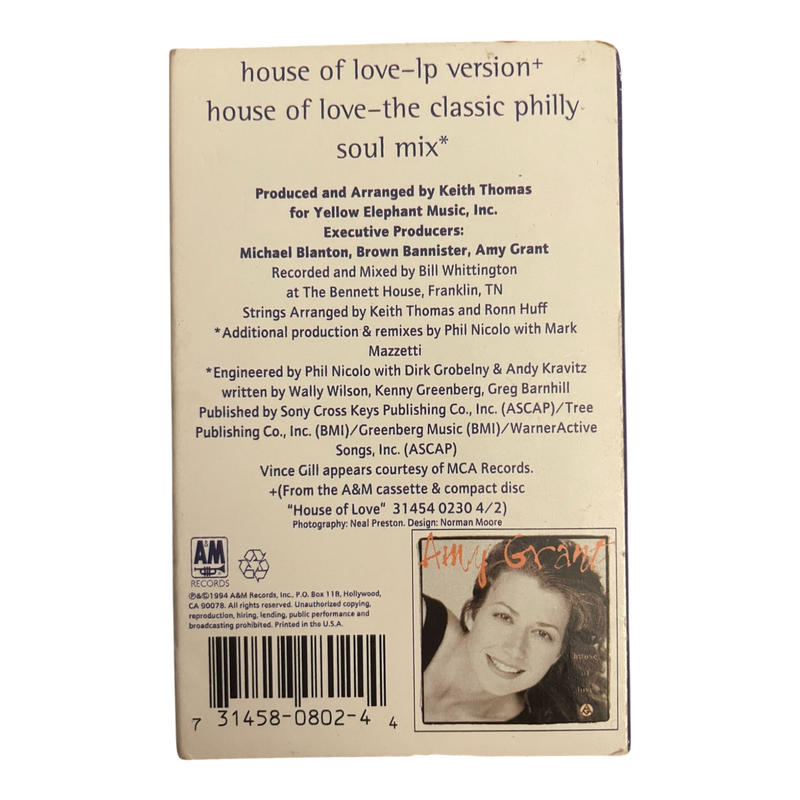 house of love–lp version+
house of love–the classic philly
soul mix*
Produced and Arranged by Keith Thomas
for Yellow Elephant Music, Inc.
Executive Producers:
Michael Blanton, Brown Bannister, Amy Grant
Recorded and Mixed by Bill Whittington
at The Bennett House, Franklin, TN
Strings Arranged by Keith Thomas and Ronn Huff
*Additional production & remixes by Phil Nicolo with Mark
Mazzetti
*Engineered by Phil Nicolo with Dirk Grobelny & Andy Kravitz
written by Wally Wilson, Kenny Greenberg, Greg Barnhill
Published by Sony Cross Keys Publishing Co., Inc. (ASCAP)/Tree
Publishing Co., Inc. (BMI)/Greenberg Music (BMI)/WarnerActive
Songs, Inc. (ASCAP)
Vince Gill appears courtesy of MCA Records.
+(From the A&M cassette & compact disc
"House of Love" 31454 0230 4/2)
Photography: Neal Preston. Design: Norman Moore
A&M
RECORDS
℗&©1994 A&M Records, Inc., P.O. Box 118, Hollywood,
CA 90078. All rights reserved. Unauthorized copying,
reproduction, hiring, lending, public performance and
broadcasting prohibited. Printed in the U.S.A.
7 31458-0802-4 4
Amy Grant
house
of
love